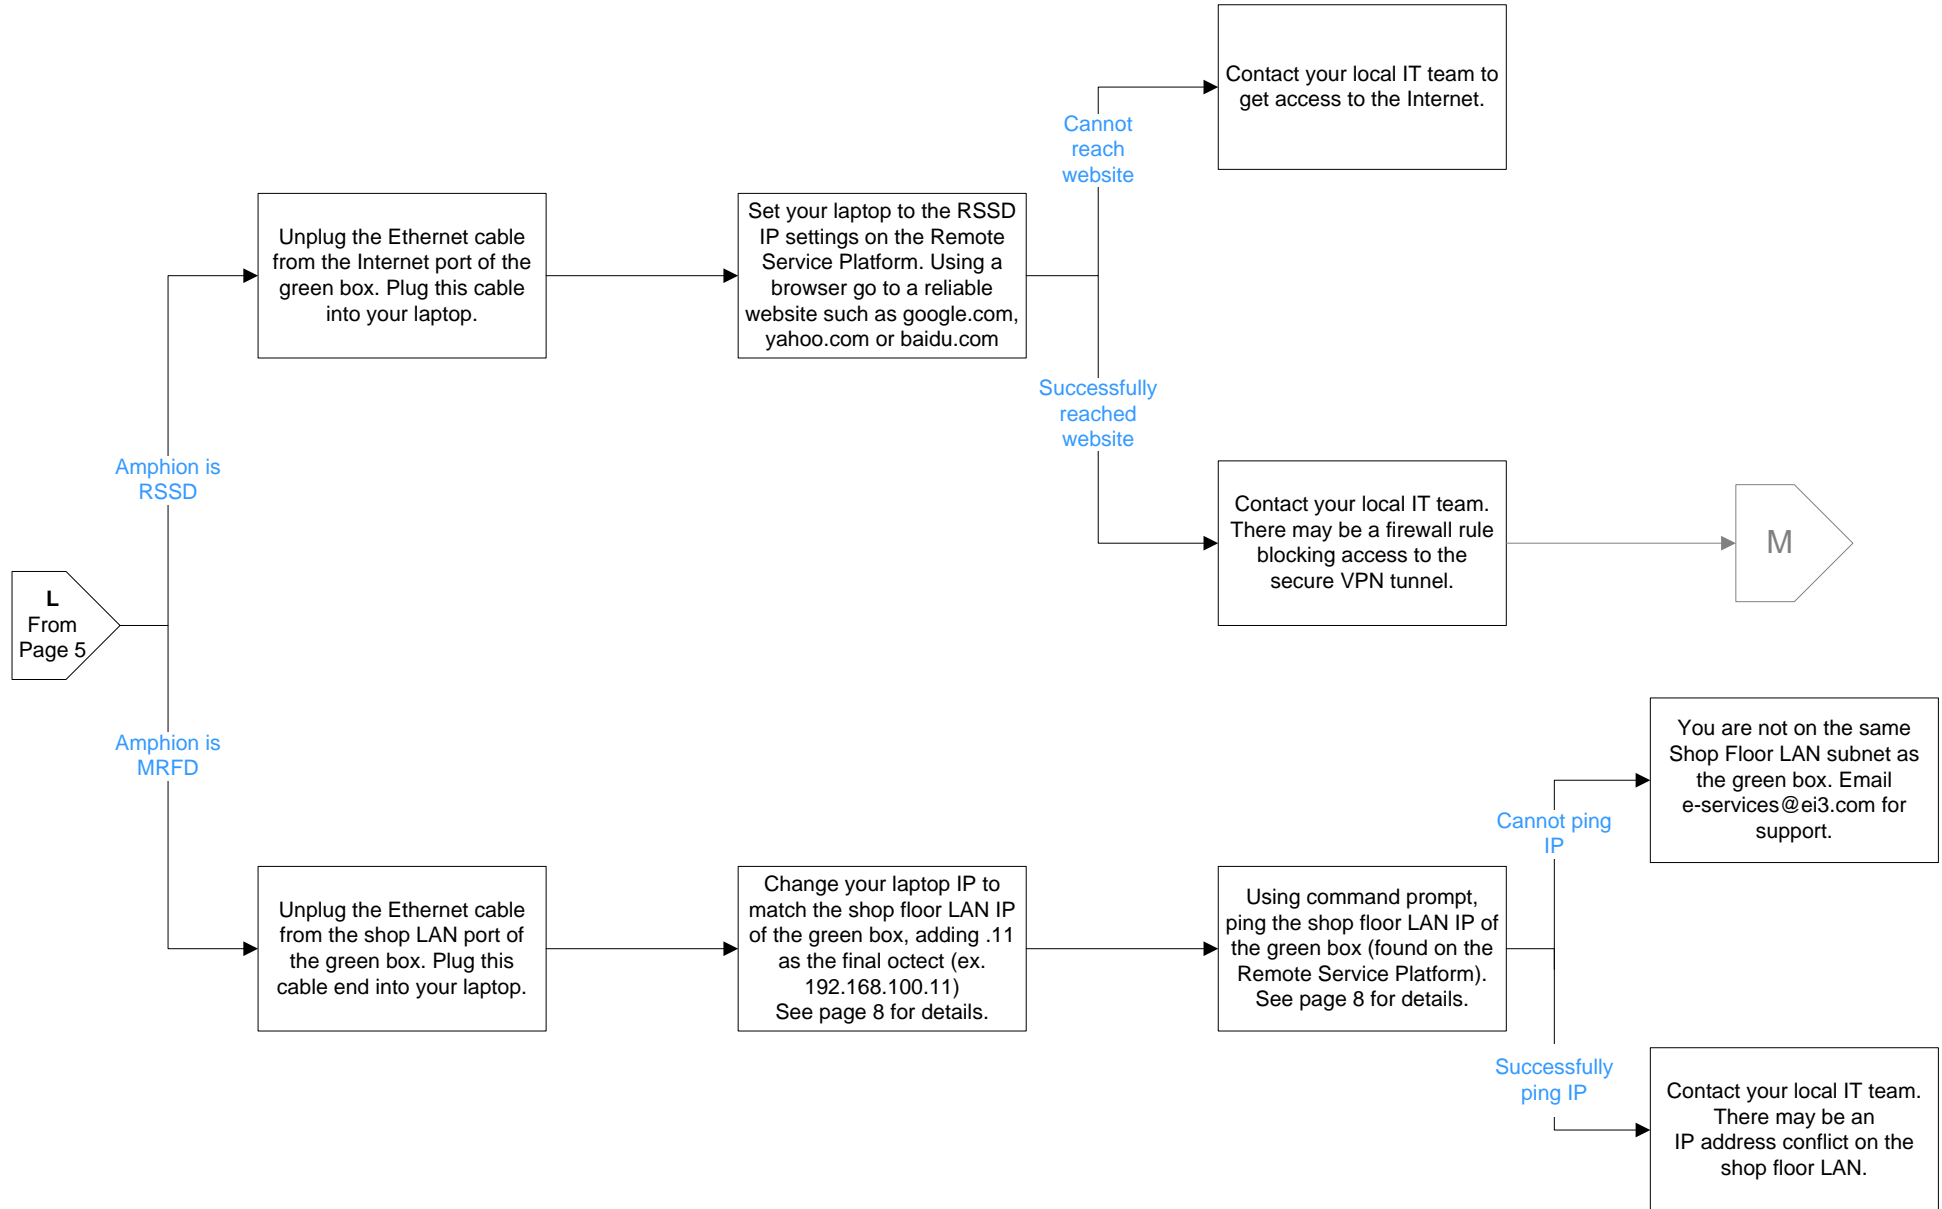 Contact your local IT team to
get access to the Internet.
Cannot
reach
website
Unplug the Ethernet cable
from the Internet port of the
green box. Plug this cable
into your laptop.
Set your laptop to the RSSD
IP settings on the Remote
Service Platform. Using a
browser go to a reliable
website such as google.com,
yahoo.com or baidu.com
Successfully
reached
website
Amphion is
RSSD
Contact your local IT team.
There may be a firewall rule
blocking access to the
secure VPN tunnel.
M
L
From
Page 5
Amphion is
MRFD
You are not on the same
Shop Floor LAN subnet as
the green box. Email
e-services@ei3.com for
support.
Cannot ping
IP
Unplug the Ethernet cable
from the shop LAN port of
the green box. Plug this
cable end into your laptop.
Change your laptop IP to
match the shop floor LAN IP
of the green box, adding .11
as the final octect (ex.
192.168.100.11)
See page 8 for details.
Using command prompt,
ping the shop floor LAN IP of
the green box (found on the
Remote Service Platform).
See page 8 for details.
Successfully
ping IP
Contact your local IT team.
There may be an
IP address conflict on the
shop floor LAN.